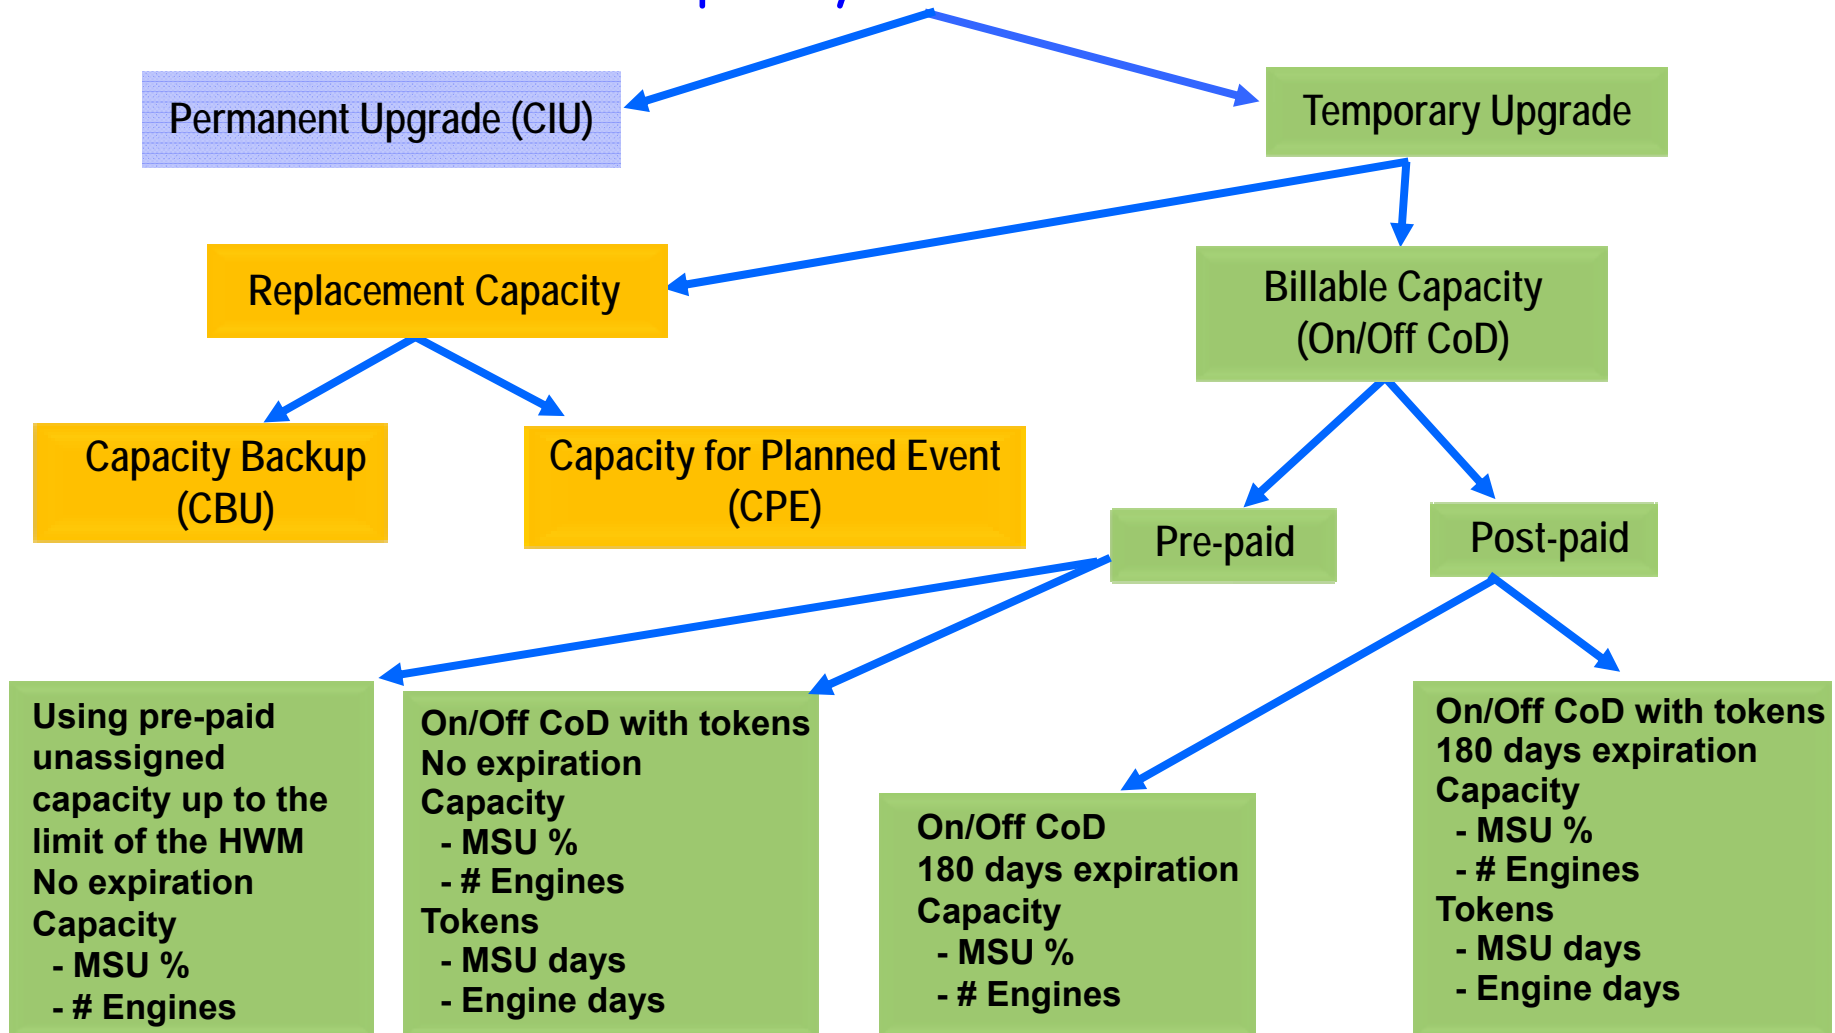 Permanent Upgrade (CIU)
Temporary Upgrade
Replacement Capacity
Billable Capacity
(On/Off CoD)
Capacity Backup
(CBU)
Capacity for Planned Event
(CPE)
Pre-paid
Post-paid
Using pre-paid
unassigned
capacity up to the
limit of the HWM
No expiration
Capacity
- MSU %
- # Engines
On/Off CoD with tokens
No expiration
Capacity
- MSU %
- # Engines
Tokens
- MSU days
- Engine days
On/Off CoD
180 days expiration
Capacity
- MSU %
- # Engines
On/Off CoD with tokens
180 days expiration
Capacity
- MSU %
- # Engines
Tokens
- MSU days
- Engine days